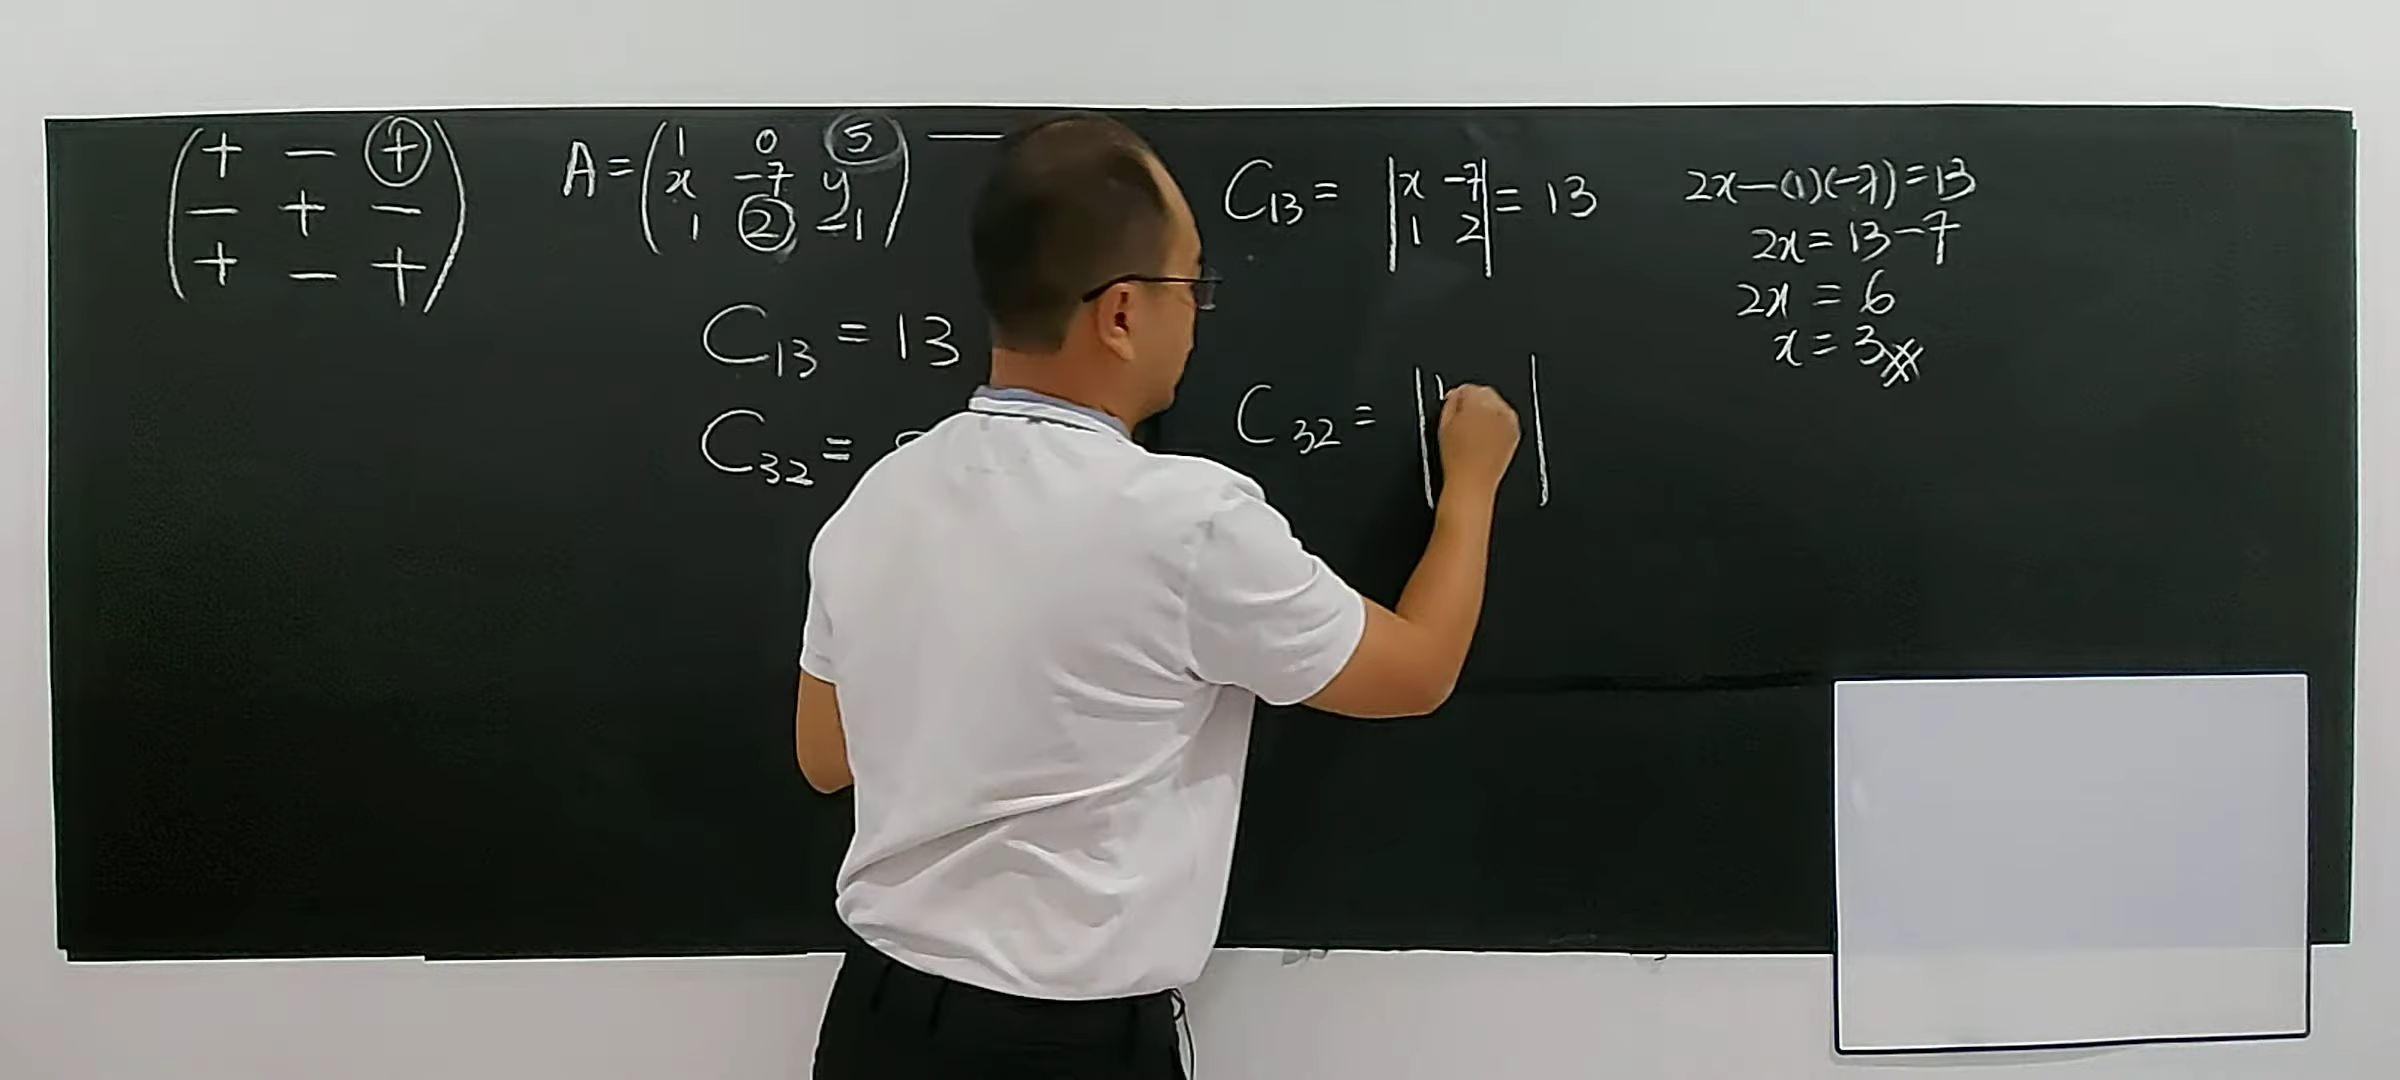 + − +
− + −
+ − +
A = ( 1 0 5
x −7 y
1 2 −1 )
C₁₃ = 13
C₃₂ =
C₁₃ = | x −7 | = 13
| 1 2 |
2x−(1)(−7)=13
2x = 13−7
2x = 6
x = 3
C₃₂ = | 1 |